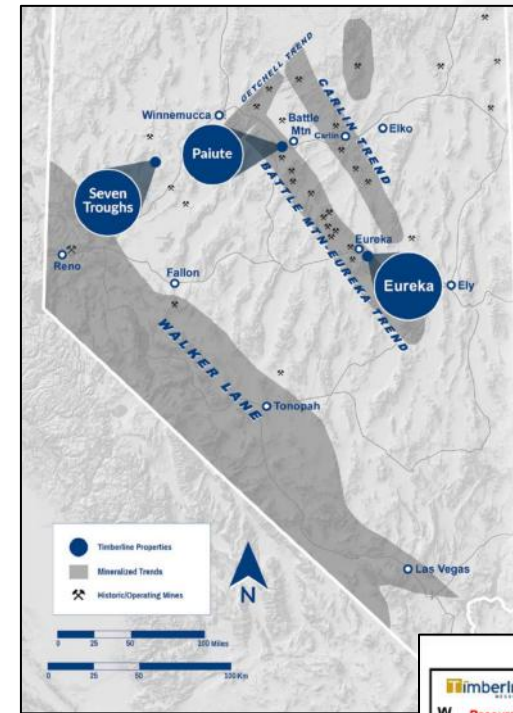 GETCHELL TREND
CARLIN TREND
Winnemucca
Battle
Mtn
Carlin
Elko
Paiute
Seven
Troughs
BATTLE MTN-EUREKA TREND
Reno
Fallon
Eureka
Eureka
Ely
WALKER LANE
Tonopah
Las Vegas
Timberline Properties
Mineralized Trends
Historic/Operating Mines
N
0 25 50 100 Miles
0 25 50 100 Km
W